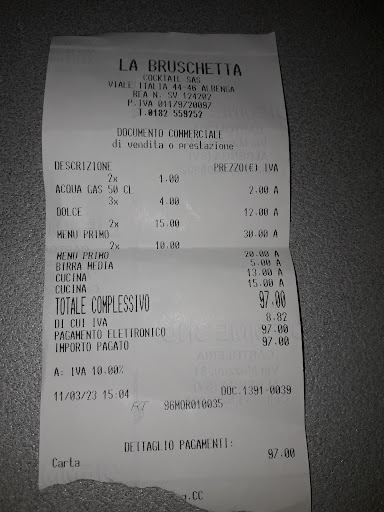 LA BRUSCHETTA
COCKTAIL SAS
VIALE ITALIA 44-46 ALBENGA
REA N. SV 124202
P.IVA 01179720097
T.0182 559252
DOCUMENTO COMMERCIALE
di vendita o prestazione
DESCRIZIONE PREZZO(€) IVA
2x 1.00
ACQUA GAS 50 CL 2.00 A
3x 4.00
DOLCE 12.00 A
2x 15.00
MENU PRIMO 30.00 A
2x 10.00
MENU PRIMO 20.00 A
BIRRA MEDIA 5.00 A
CUCINA 13.00 A
CUCINA 15.00 A
TOTALE COMPLESSIVO 97.00
DI CUI IVA 8.82
PAGAMENTO ELETTRONICO 97.00
IMPORTO PAGATO 97.00
A: IVA 10.00%
11/03/23 15:04 DOC.1391-0039
RT 96MDR010035
DETTAGLIO PAGAMENTI:
Carta 97.00
.CC